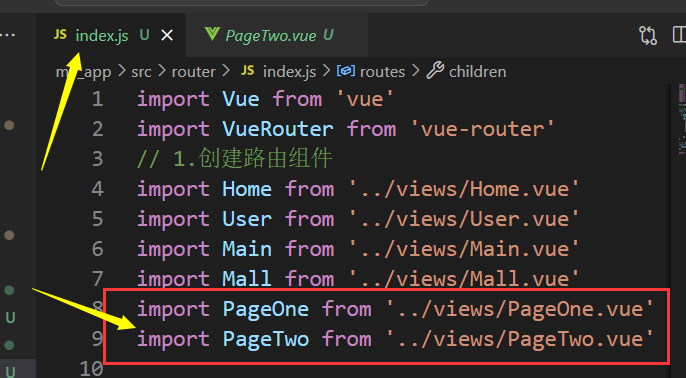 JS index.js U ×
PageTwo.vue U
my_app > src > router > JS index.js > routes > children
1 import Vue from 'vue'
2 import VueRouter from 'vue-router'
3 // 1.创建路由组件
4 import Home from '../views/Home.vue'
5 import User from '../views/User.vue'
6 import Main from '../views/Main.vue'
7 import Mall from '../views/Mall.vue'
8 import PageOne from '../views/PageOne.vue'
9 import PageTwo from '../views/PageTwo.vue'
10
U
U